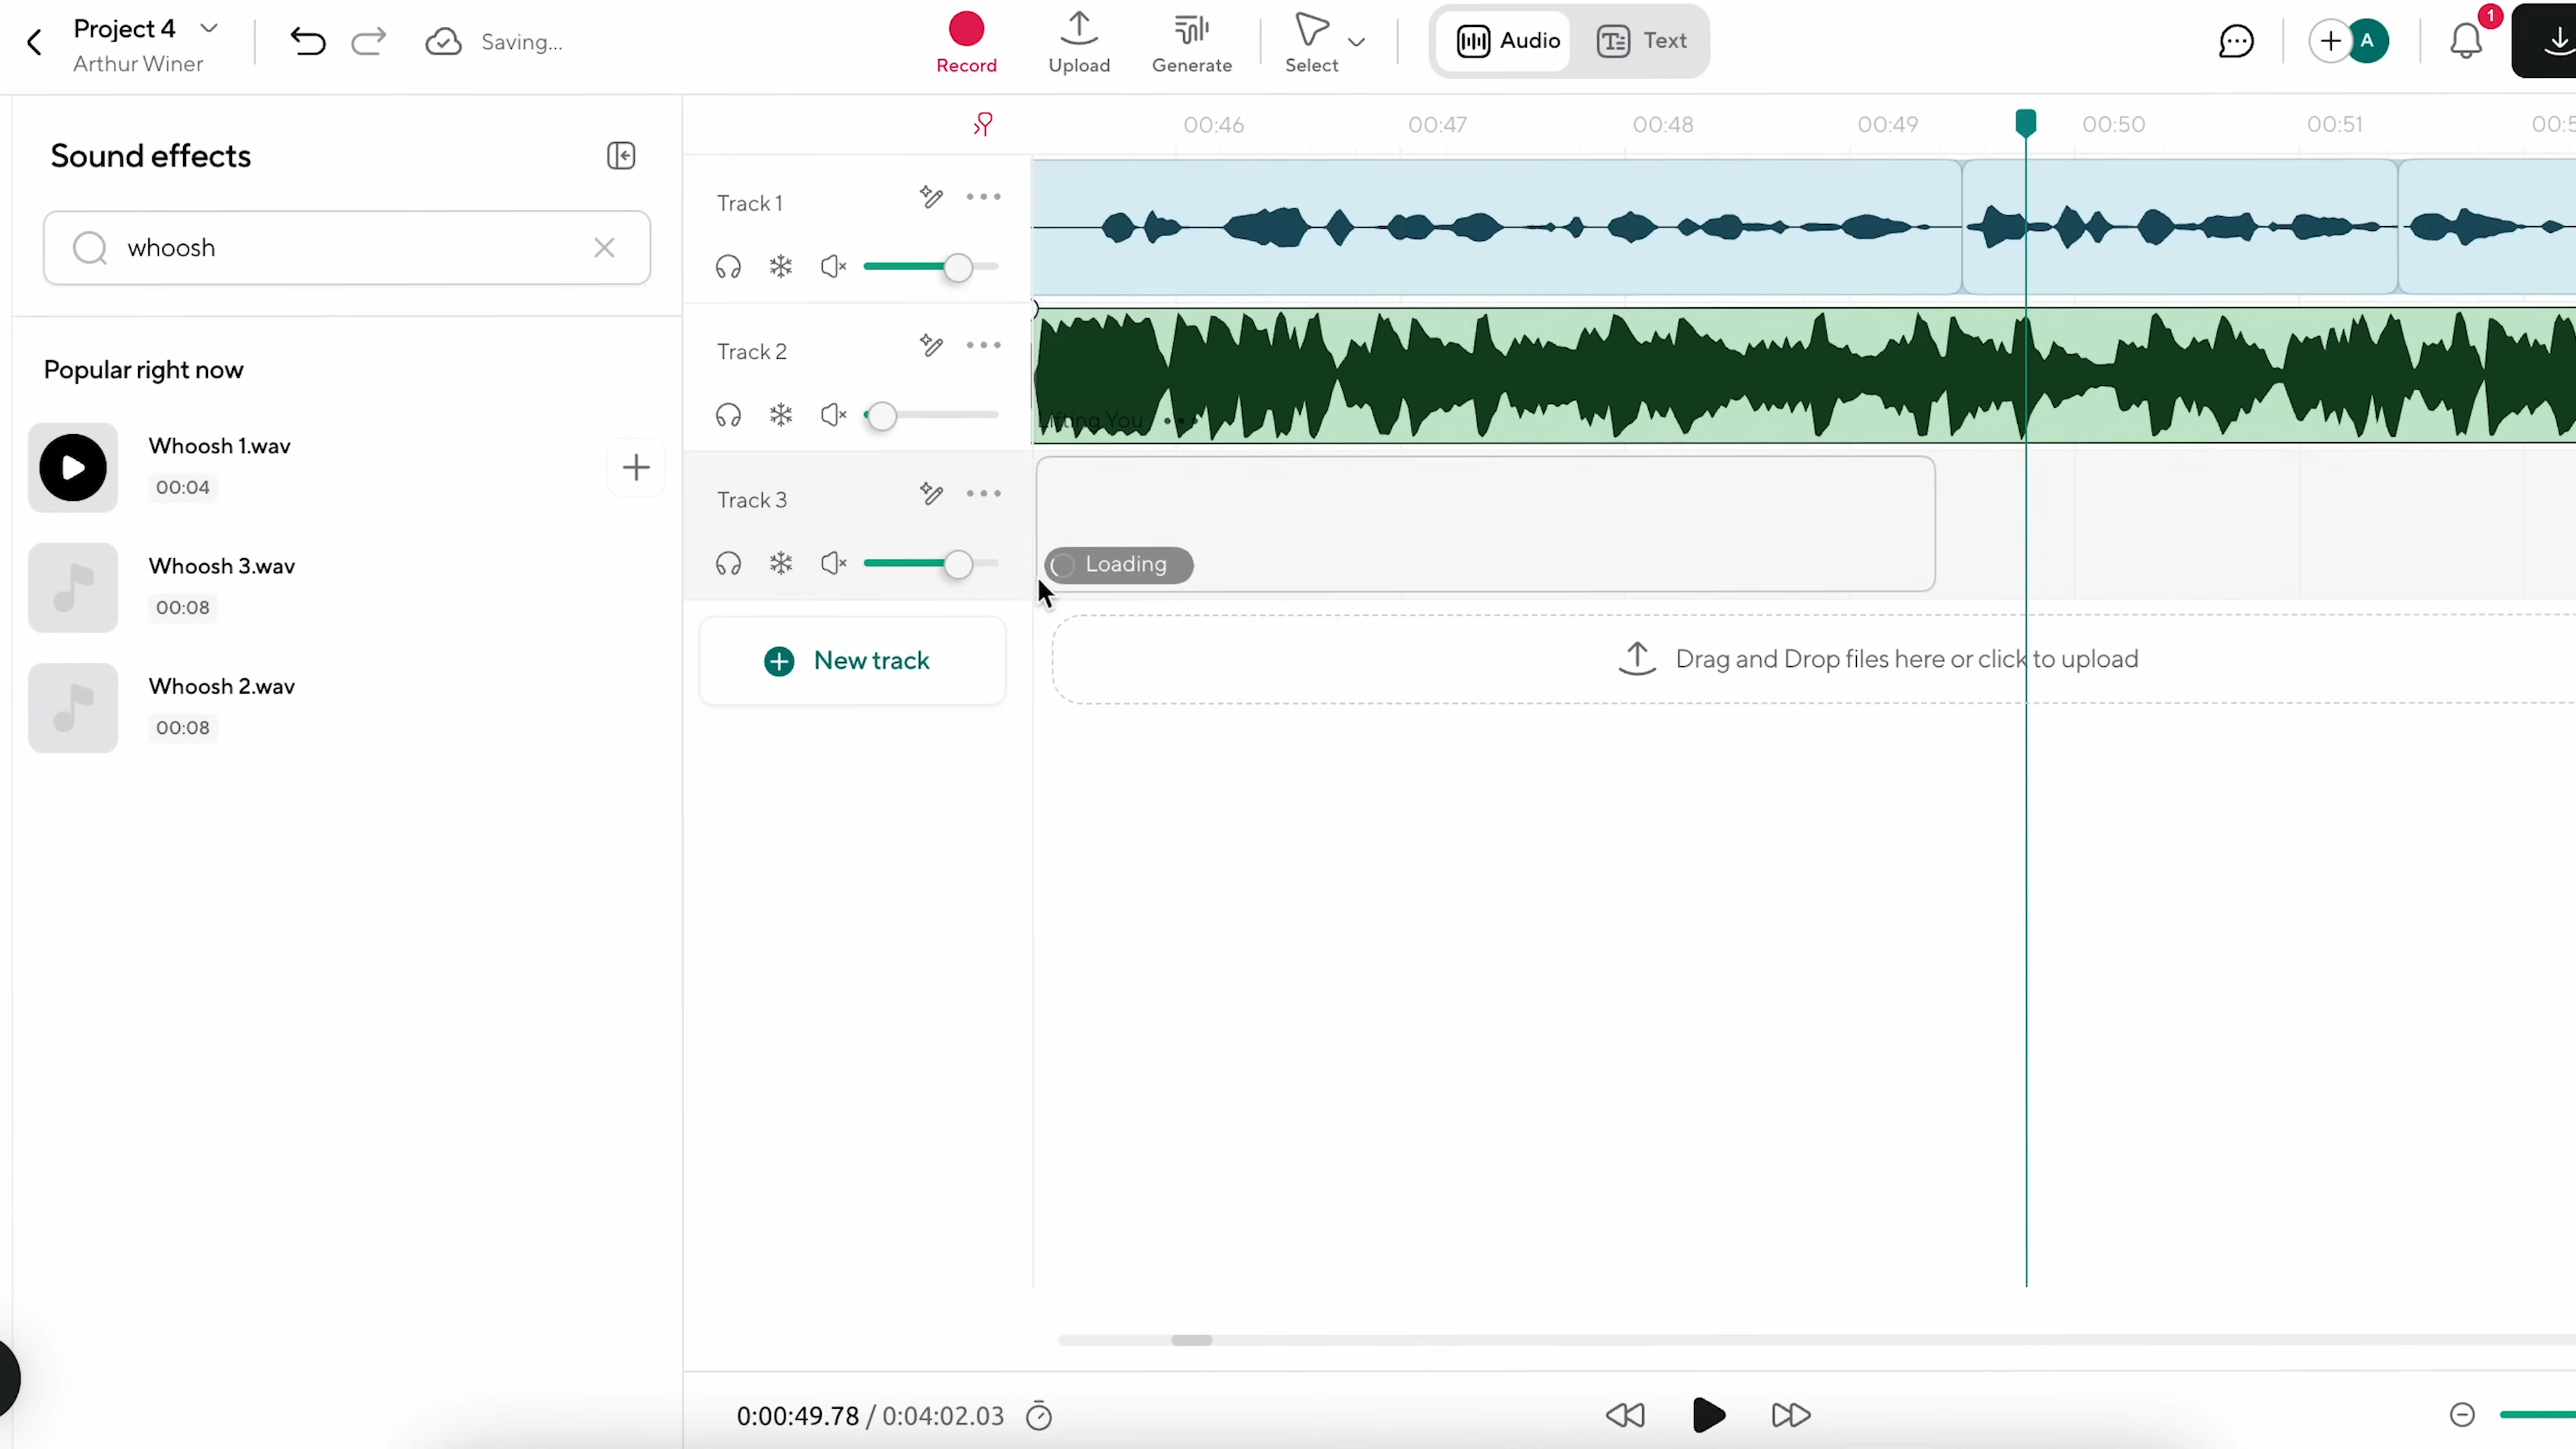 Project 4
Arthur Winer
Saving...
Record
Upload
Generate
Select
Audio
Text
A
1
Sound effects
whoosh
Popular right now
Whoosh 1.wav
00:04
Whoosh 3.wav
00:08
Whoosh 2.wav
00:08
00:46
00:47
00:48
00:49
00:50
00:51
Track 1
Track 2
Lifting You
Track 3
Loading
New track
Drag and Drop files here or click to upload
0:00:49.78 / 0:04:02.03